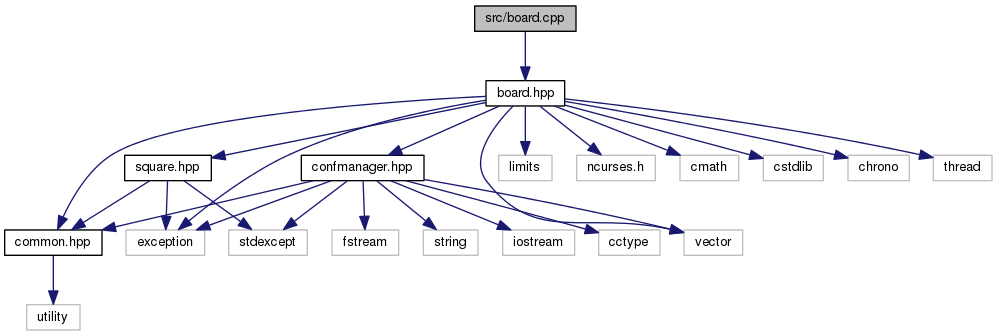 src/board.cpp
board.hpp
square.hpp
confmanager.hpp
limits
ncurses.h
cmath
cstdlib
chrono
thread
common.hpp
exception
stdexcept
fstream
string
iostream
cctype
vector
utility